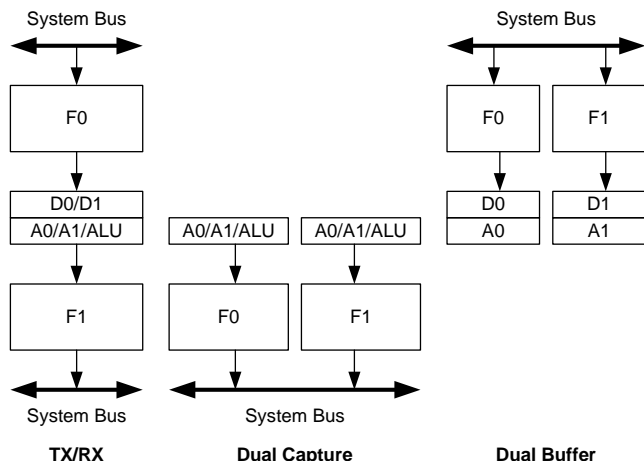 System Bus
System Bus
F0
F0
F1
D0/D1
D0
D1
A0/A1/ALU
A0/A1/ALU
A0/A1/ALU
A0
A1
F1
F0
F1
System Bus
System Bus
TX/RX
Dual Capture
Dual Buffer